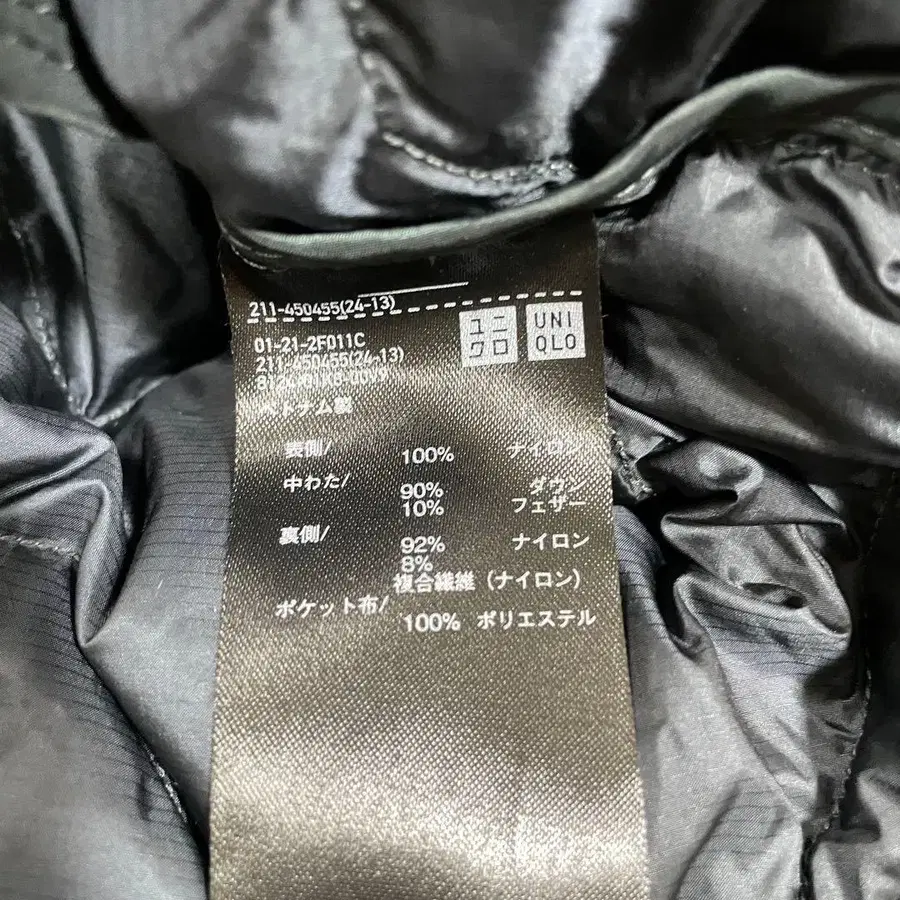 211-450455(24-13)
ユニ
クロ
UNI
QLO
01-21-2F011C
211-450455(24-13)
ベトナム製
表側/ 100% ナイロン
中わた/ 90% ダウン
10% フェザー
裏側/ 92% ナイロン
8%
複合繊維(ナイロン)
ポケット布/
100% ポリエステル